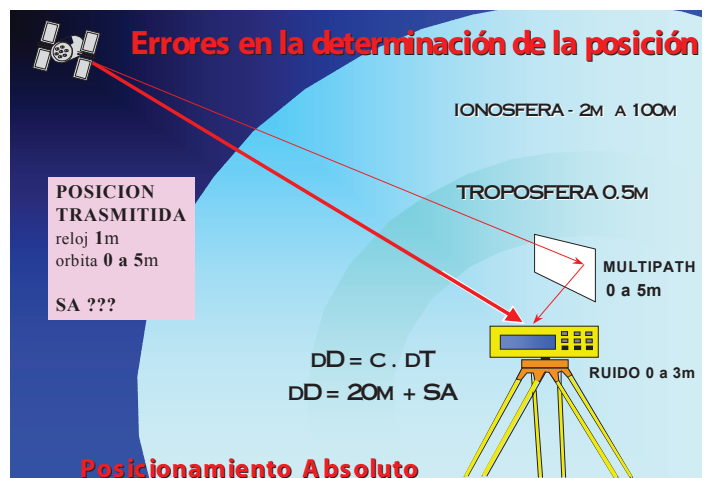 Errores en la determinación de la posición
IONOSFERA - 2M A 100M
TROPOSFERA 0.5M
POSICION
TRASMITIDA
reloj 1m
orbita 0 a 5m
SA ???
MULTIPATH
0 a 5m
DD = C . DT
DD = 20M + SA
RUIDO 0 a 3m
Posicionamiento Absoluto